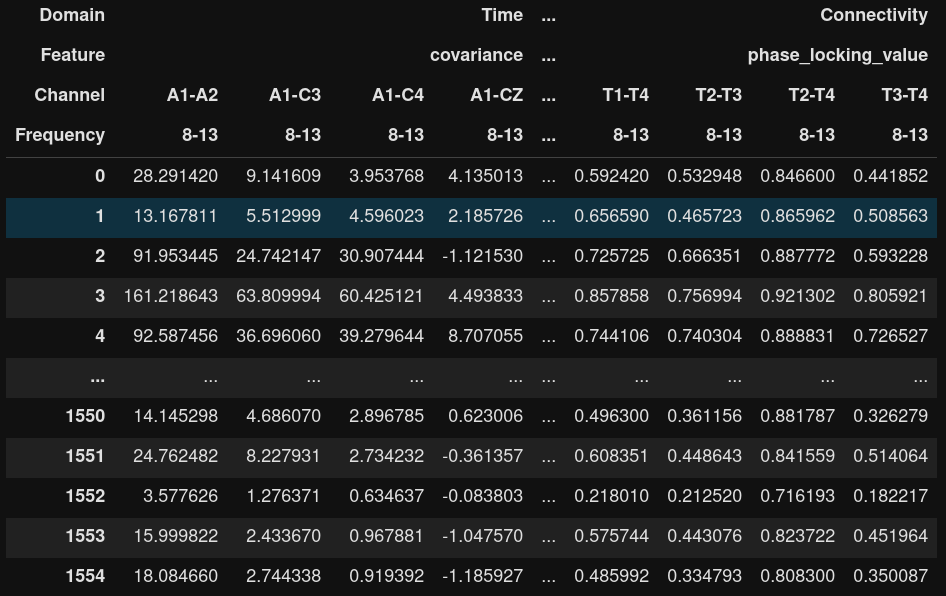 Domain Time ... Connectivity
Feature covariance ... phase_locking_value
Channel A1-A2 A1-C3 A1-C4 A1-CZ ... T1-T4 T2-T3 T2-T4 T3-T4
Frequency 8-13 8-13 8-13 8-13 ... 8-13 8-13 8-13 8-13
0 28.291420 9.141609 3.953768 4.135013 ... 0.592420 0.532948 0.846600 0.441852
1 13.167811 5.512999 4.596023 2.185726 ... 0.656590 0.465723 0.865962 0.508563
2 91.953445 24.742147 30.907444 -1.121530 ... 0.725725 0.666351 0.887772 0.593228
3 161.218643 63.809994 60.425121 4.493833 ... 0.857858 0.756994 0.921302 0.805921
4 92.587456 36.696060 39.279644 8.707055 ... 0.744106 0.740304 0.888831 0.726527
... ... ... ... ... ... ... ... ... ...
1550 14.145298 4.686070 2.896785 0.623006 ... 0.496300 0.361156 0.881787 0.326279
1551 24.762482 8.227931 2.734232 -0.361357 ... 0.608351 0.448643 0.841559 0.514064
1552 3.577626 1.276371 0.634637 -0.083803 ... 0.218010 0.212520 0.716193 0.182217
1553 15.999822 2.433670 0.967881 -1.047570 ... 0.575744 0.443076 0.823722 0.451964
1554 18.084660 2.744338 0.919392 -1.185927 ... 0.485992 0.334793 0.808300 0.350087